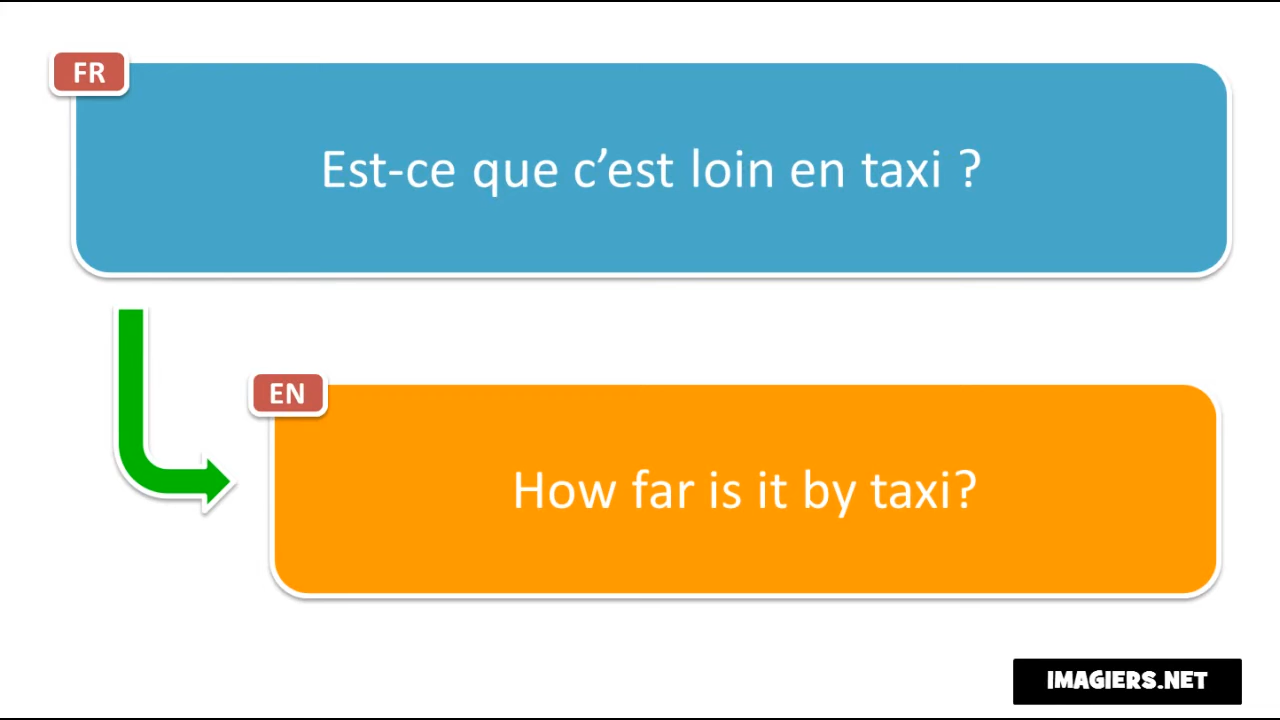 FR
Est-ce que c’est loin en taxi ?
EN
How far is it by taxi?
IMAGIERS.NET